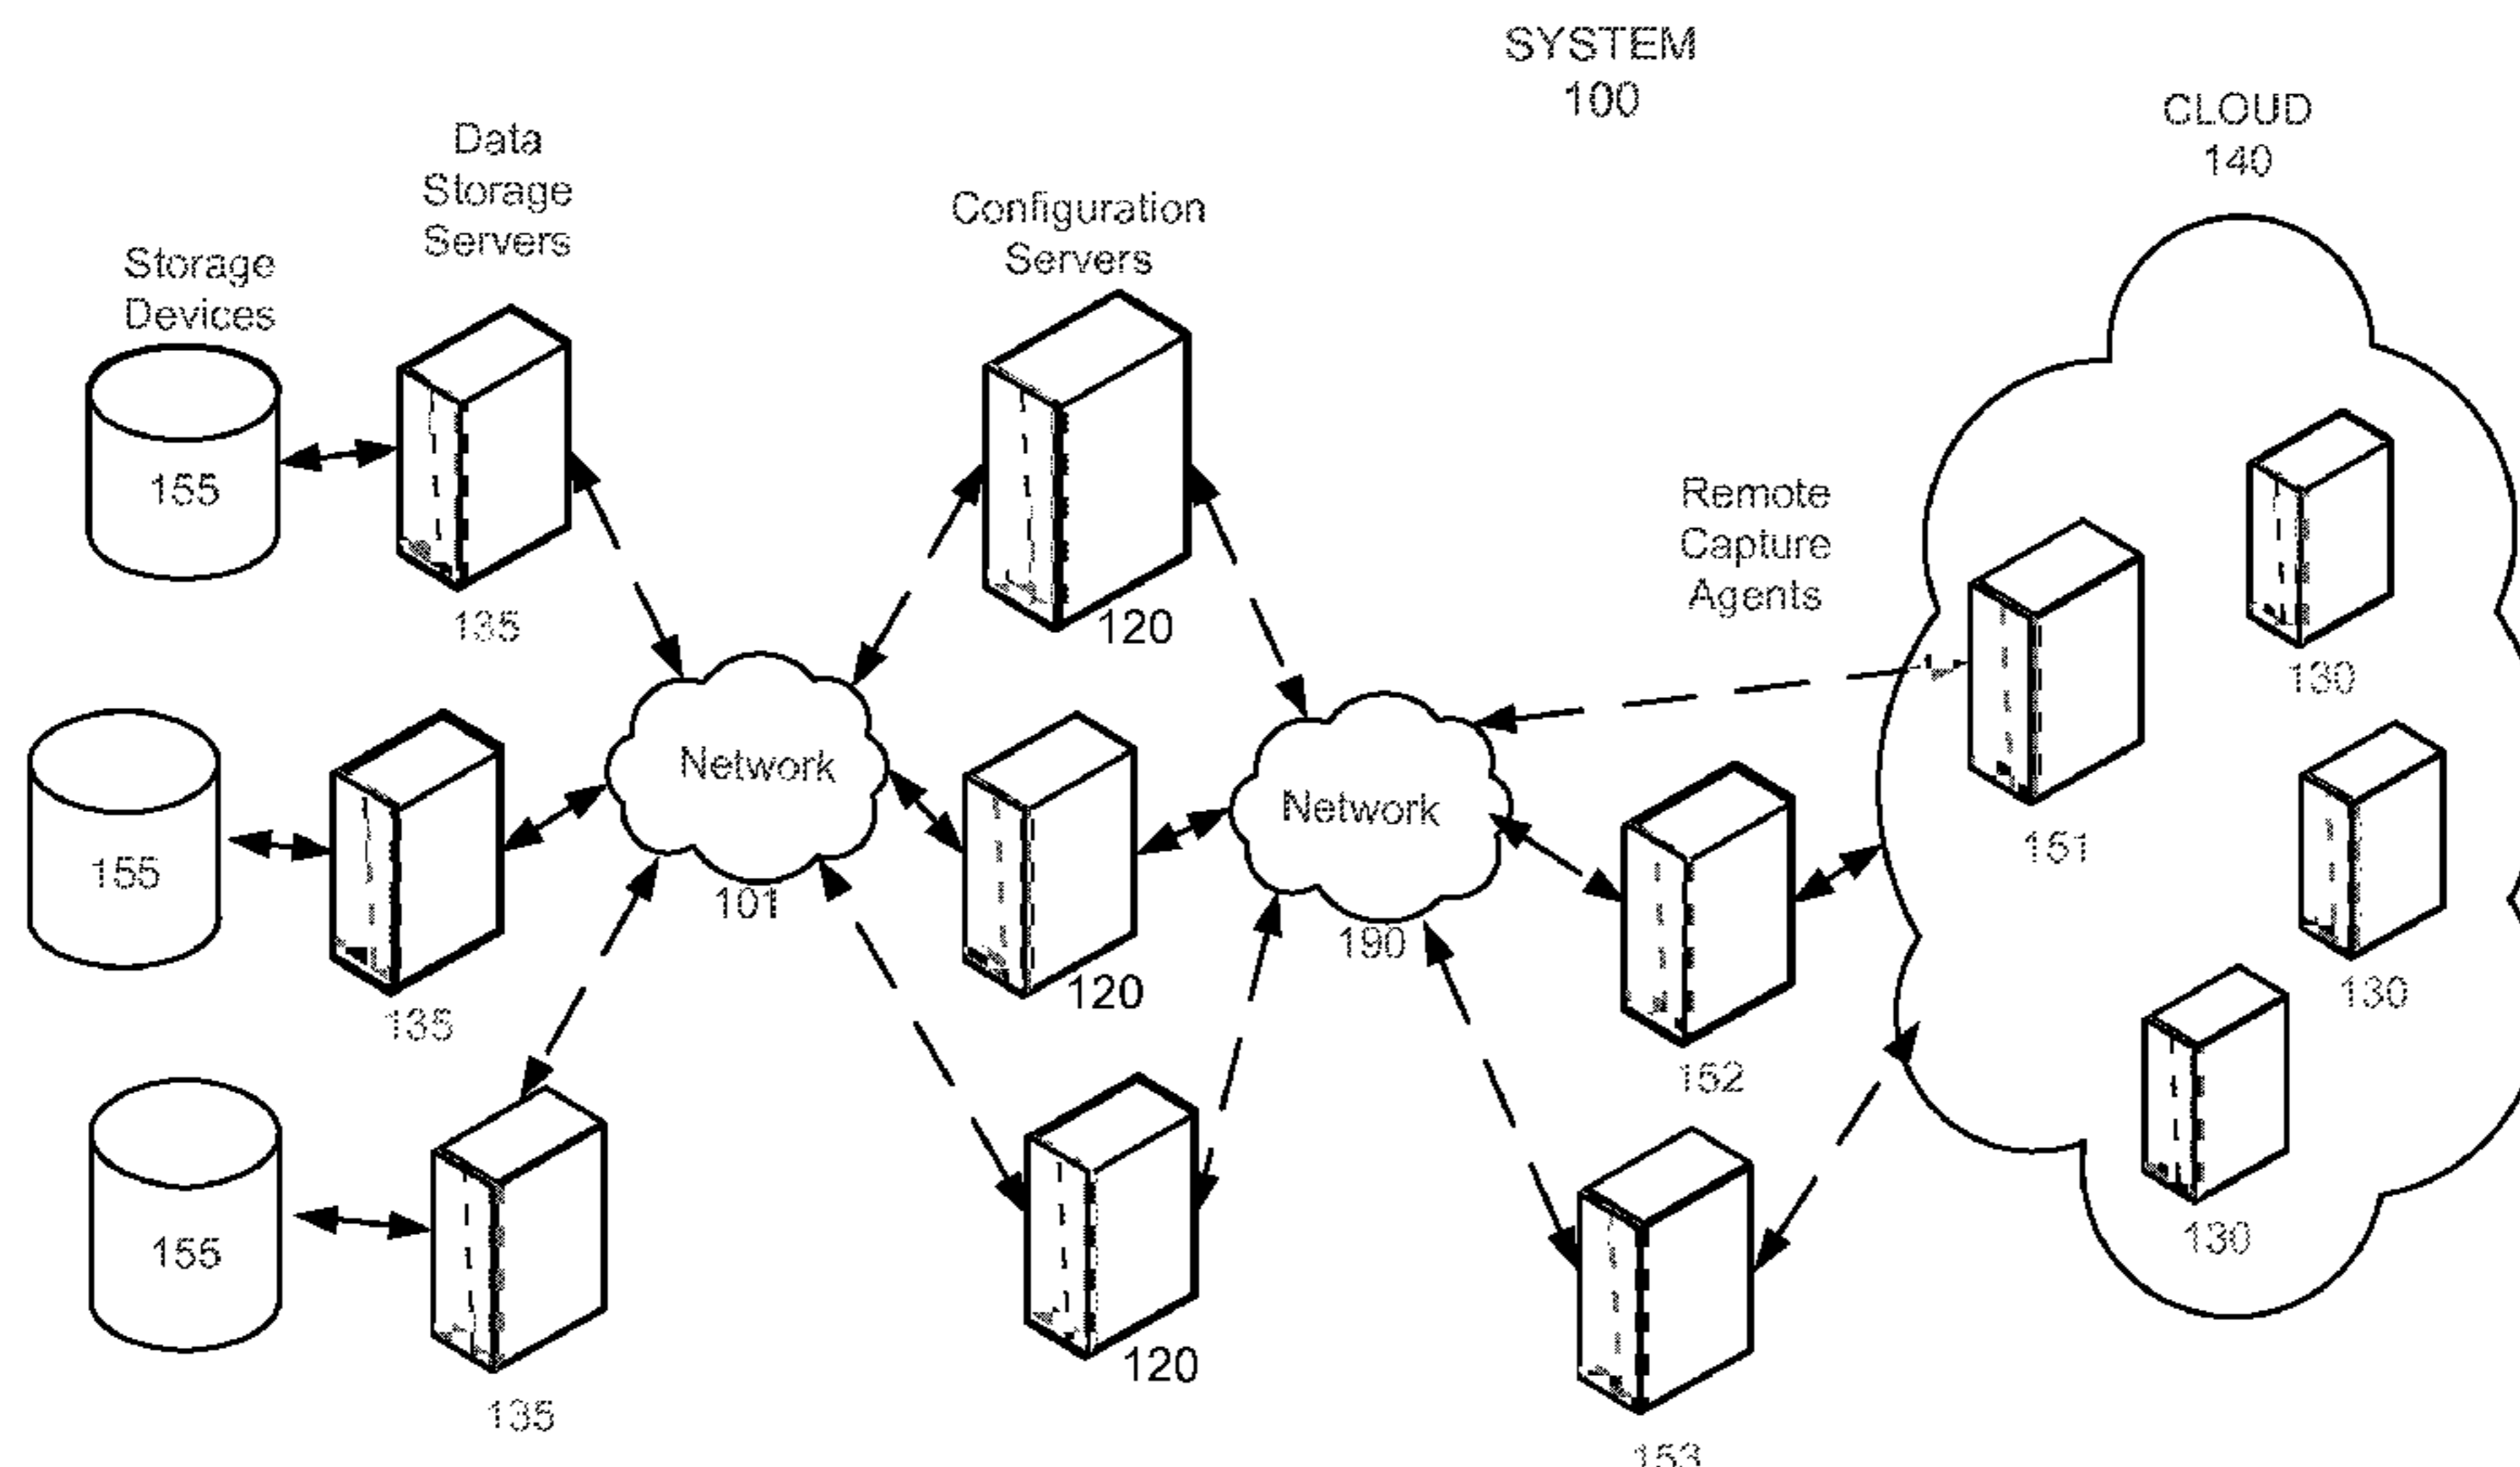 SYSTEM
100
CLOUD
140
Data
Storage
Servers
Configuration
Servers
Storage
Devices
Remote
Capture
Agents
155
135
120
130
Network
101
Network
190
151
155
135
120
152
130
155
135
120
153
130